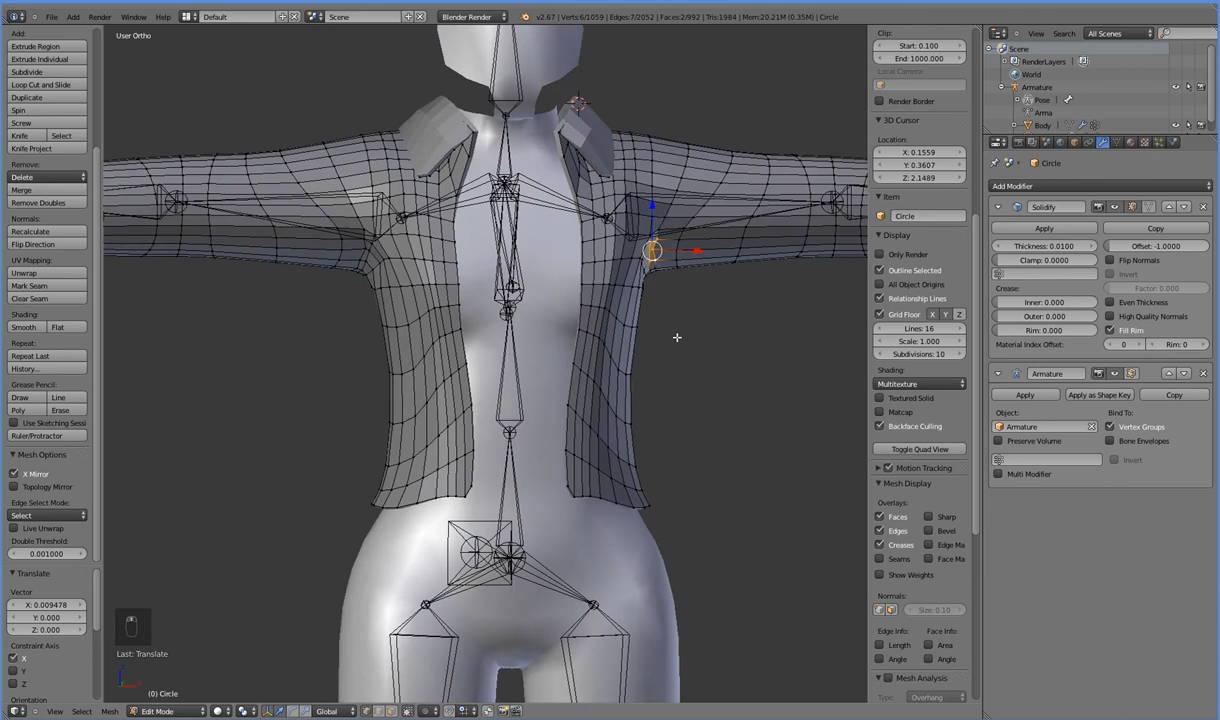 File Add Render Window Help Default Scene Blender Render v2.67 | Verts:6/1059 | Edges:7/2052 | Faces:2/992 | Tris:1984 | Mem:20.21M (0.35M) | Circle
Add:
Extrude Region
Extrude Individual
Subdivide
Loop Cut and Slide
Duplicate
Spin
Screw
Knife Select
Knife Project
Remove:
Delete
Merge
Remove Doubles
Normals:
Recalculate
Flip Direction
UV Mapping:
Unwrap
Mark Seam
Clear Seam
Shading:
Smooth Flat
Repeat:
Repeat Last
History...
Grease Pencil:
Draw Line
Poly Erase
Use Sketching Sessi
Ruler/Protractor
Mesh Options
X Mirror
Topology Mirror
Edge Select Mode:
Select
Live Unwrap
Double Threshold:
0.001000
Translate
Vector
X: 0.009478
Y: 0.000
Z: 0.000
Constraint Axis
X
Y
Z
Orientation
User Ortho
Last: Translate
(0) Circle
View Select Mesh Edit Mode Global
Clip:
Start: 0.100
End: 1000.000
Local Camera:
Render Border
3D Cursor
Location:
X: 0.1559
Y: 0.3607
Z: 2.1489
Item
Circle
Display
Only Render
Outline Selected
All Object Origins
Relationship Lines
Grid Floor X Y Z
Lines: 16
Scale: 1.000
Subdivisions: 10
Shading:
Multitexture
Textured Solid
Matcap
Backface Culling
Toggle Quad View
Motion Tracking
Mesh Display
Overlays:
Faces Sharp
Edges Bevel
Creases Edge Ma
Seams Face Ma
Show Weights
Normals:
Size: 0.10
Edge Info: Face Info:
Length Area
Angle Angle
Mesh Analysis
Type: Overhang
View Search All Scenes
Scene
RenderLayers
World
Armature
Pose
Arma
Body
Circle
Add Modifier
Solidify
Apply Copy
Thickness: 0.0100 Offset: -1.0000
Clamp: 0.0000 Flip Normals
Invert
Crease: Factor: 0.000
Inner: 0.000 Even Thickness
Outer: 0.000 High Quality Normals
Rim: 0.000 Fill Rim
Material Index Offset: 0 Rim: 0
Armature
Apply Apply as Shape Key Copy
Object: Bind To:
Armature Vertex Groups
Preserve Volume Bone Envelopes
Invert
Multi Modifier